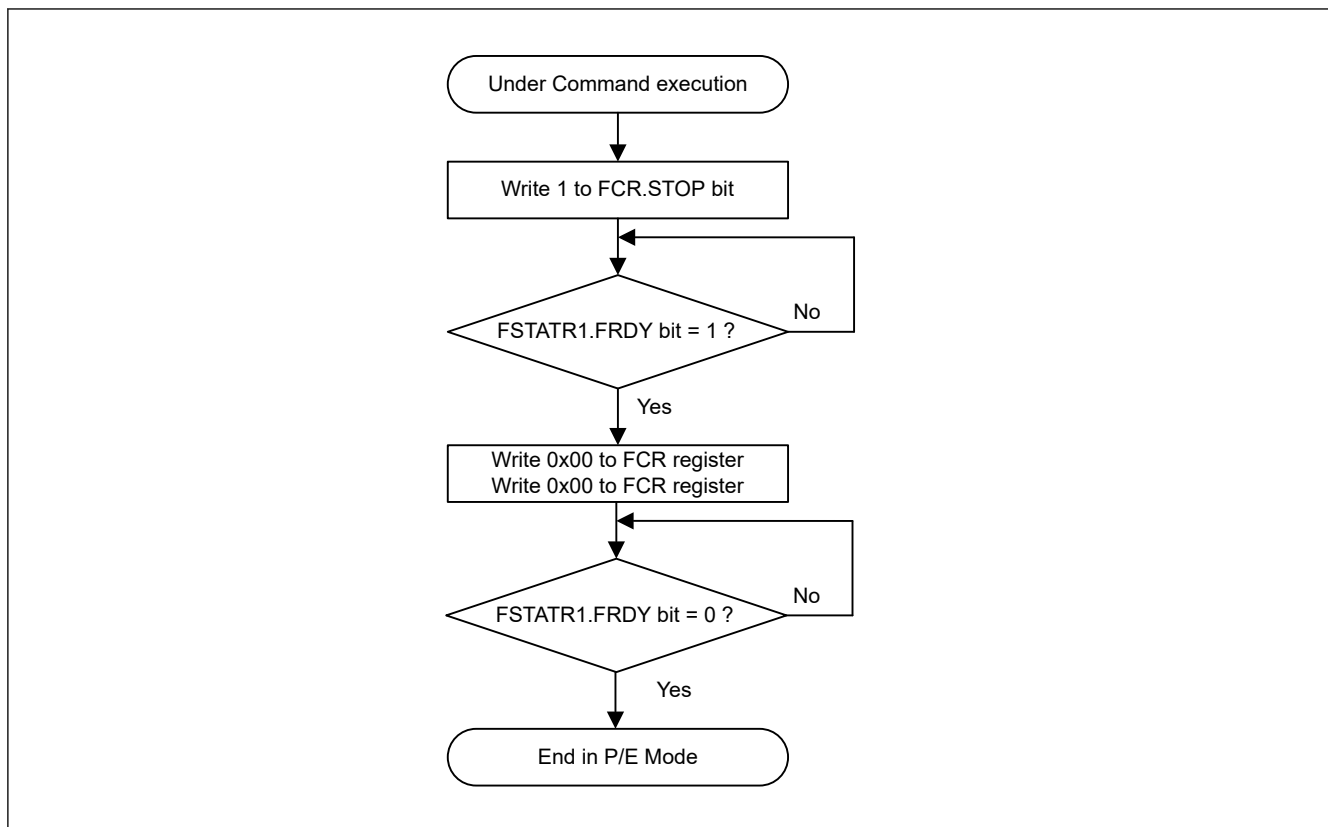 Under Command execution
Write 1 to FCR.STOP bit
FSTATR1.FRDY bit = 1 ?
No
Yes
Write 0x00 to FCR register
Write 0x00 to FCR register
FSTATR1.FRDY bit = 0 ?
No
Yes
End in P/E Mode